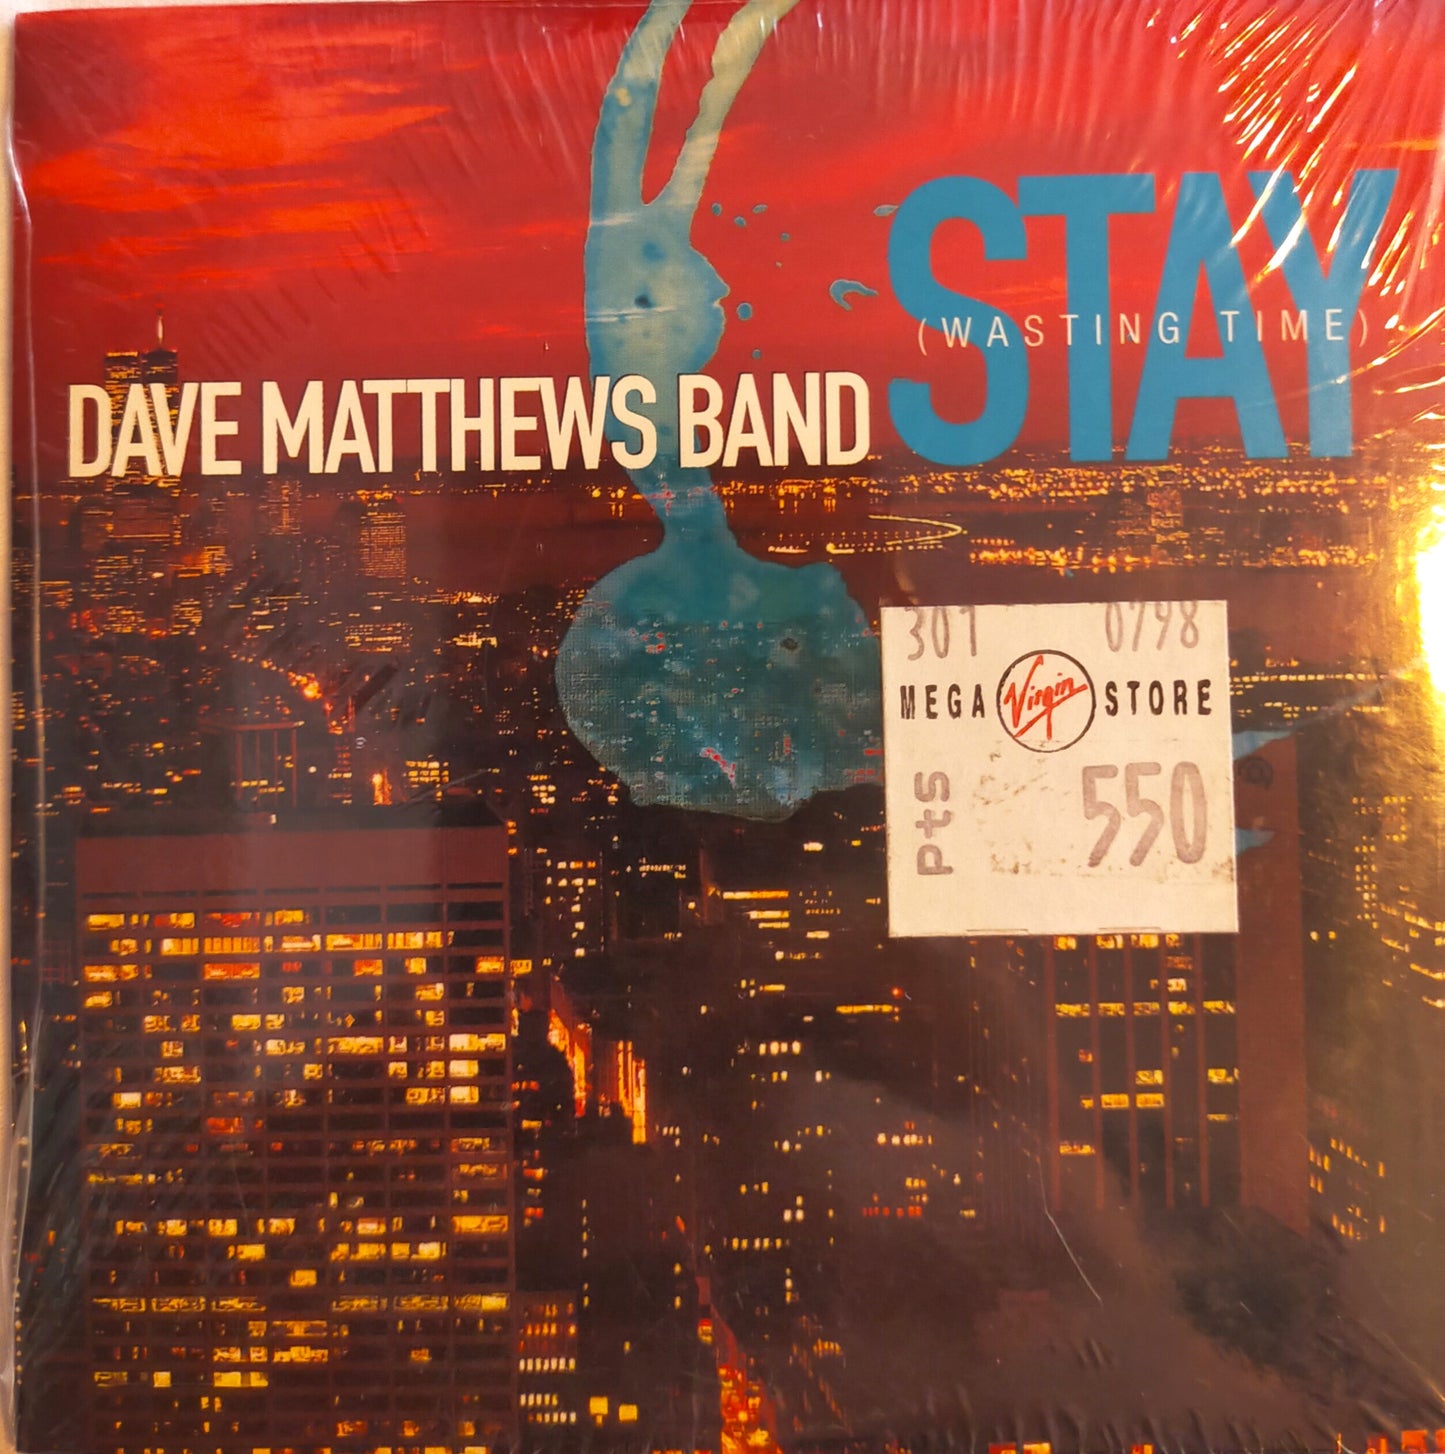 STAY
(WASTING TIME)
DAVE MATTHEWS BAND
301 0798
MEGA Virgin STORE
Pts 550